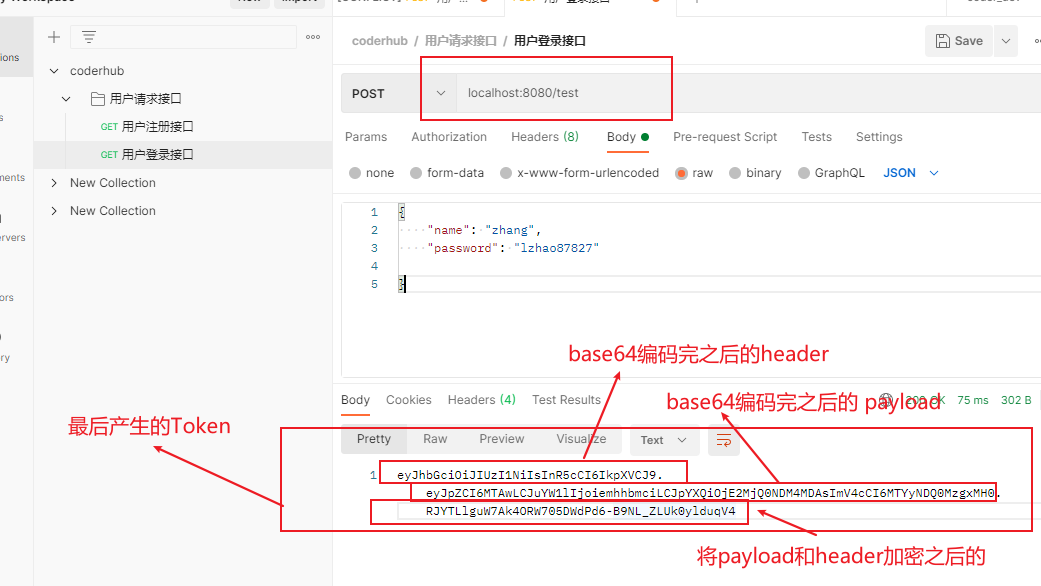 coderhub / 用户请求接口 / 用户登录接口
Save
ions
coderhub
用户请求接口
GET 用户注册接口
GET 用户登录接口
New Collection
New Collection
POST
localhost:8080/test
Params Authorization Headers (8) Body Pre-request Script Tests Settings
none form-data x-www-form-urlencoded raw binary GraphQL JSON
1 {
2 "name": "zhang",
3 "password": "lzhao87827"
4
5 }
base64编码完之后的header
Body Cookies Headers (4) Test Results
200 OK 75 ms 302 B
base64编码完之后的 payload
最后产生的Token
Pretty Raw Preview Visualize Text
1 eyJhbGciOiJIUzI1NiIsInR5cCI6IkpXVCJ9.
eyJpZCI6MTAwLCJuYW1lIjoiemhhbmciLCJpYXQiOjE2MjQ0NDM4MDAsImV4cCI6MTYyNDQ0MzgxMH0.
RJYTLlguW7Ak4ORW705DWdPd6-B9NL_ZLUk0ylduqV4
将payload和header加密之后的